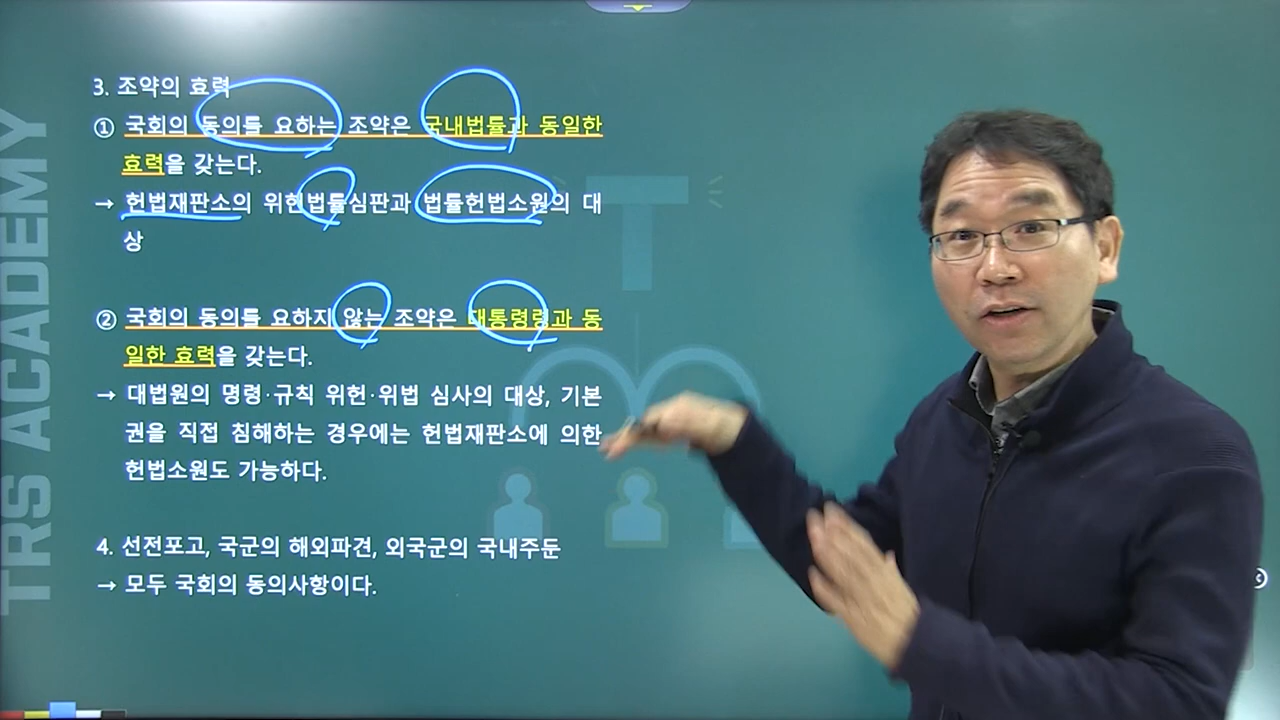 3. 조약의 효력
① 국회의 동의를 요하는 조약은 국내법률과 동일한
효력을 갖는다.
→ 헌법재판소의 위헌법률심판과 법률헌법소원의 대
상
② 국회의 동의를 요하지 않는 조약은 대통령령과 동
일한 효력을 갖는다.
→ 대법원의 명령·규칙 위헌·위법 심사의 대상, 기본
권을 직접 침해하는 경우에는 헌법재판소에 의한
헌법소원도 가능하다.
4. 선전포고, 국군의 해외파견, 외국군의 국내주둔
→ 모두 국회의 동의사항이다.
TRS ACADEMY